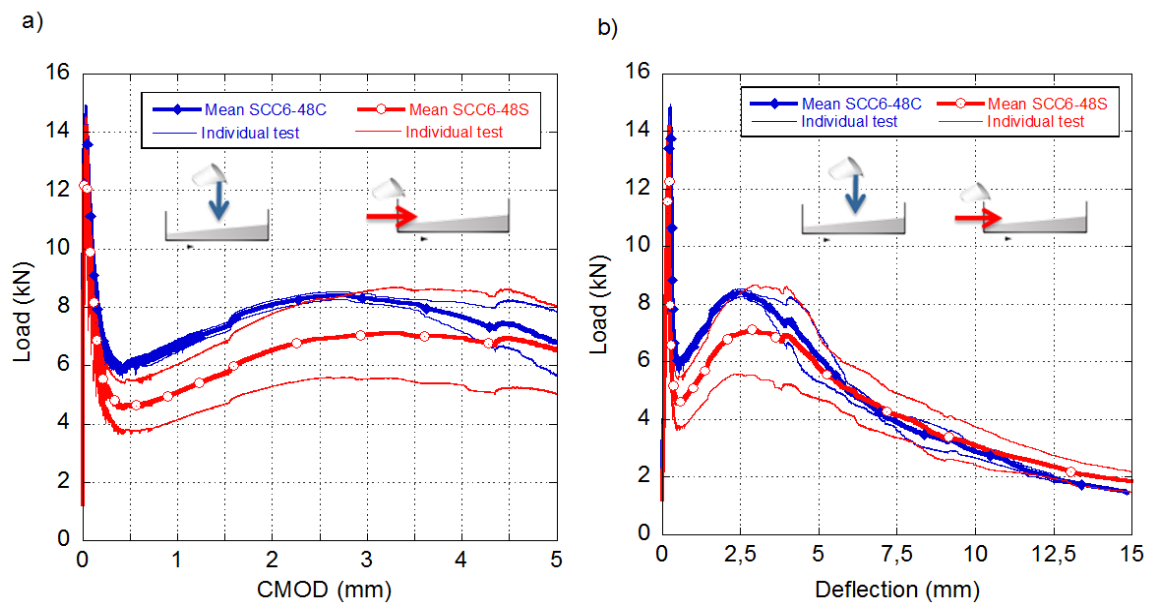 a)
16
14
12
10
8
6
4
2
0
Load (kN)
Mean SCC6-48C
Mean SCC6-48S
Individual test
Individual test
0
1
2
3
4
5
CMOD (mm)
b)
16
14
12
10
8
6
4
2
0
Load (kN)
Mean SCC6-48C
Mean SCC6-48S
Individual test
Individual test
0
2,5
5
7,5
10
12,5
15
Deflection (mm)